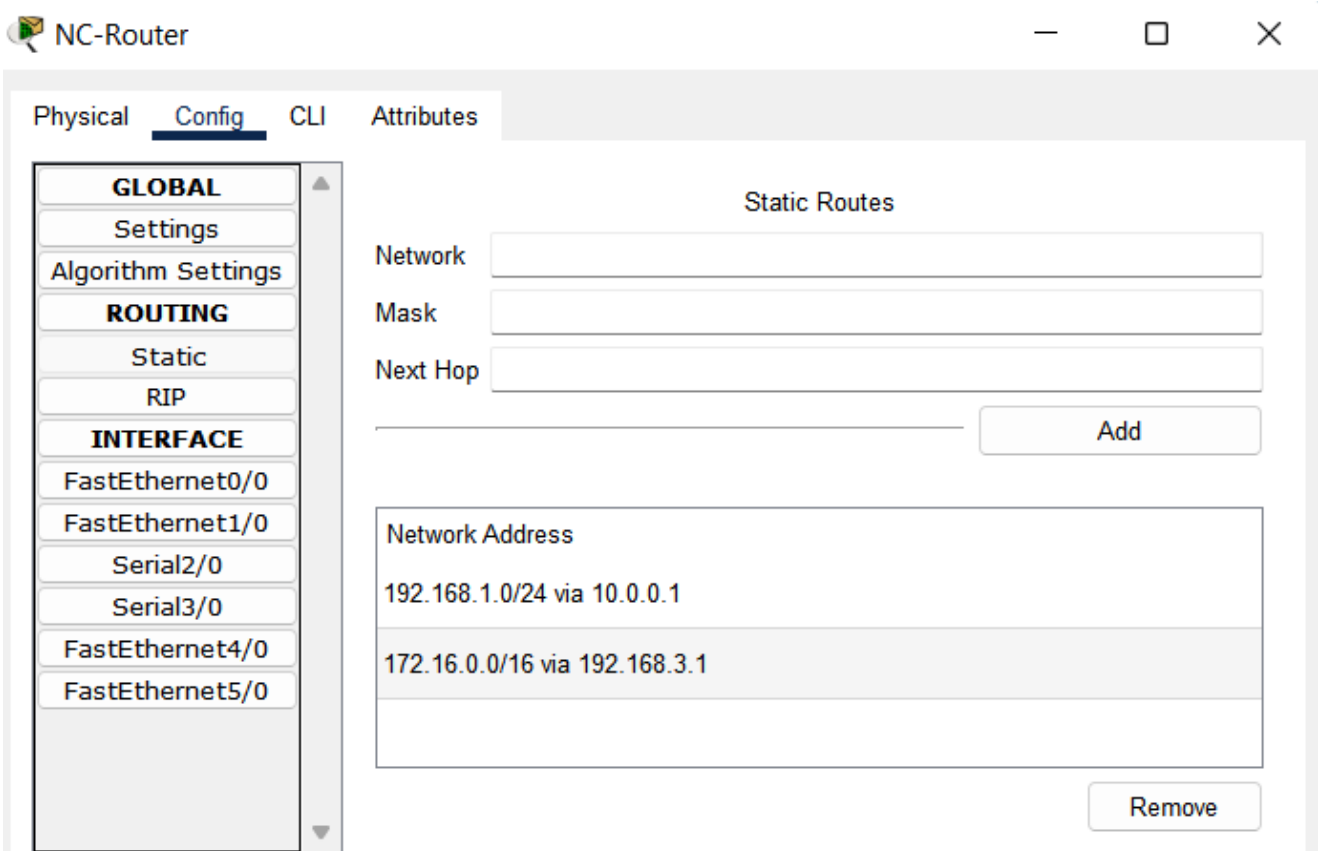 NC-Router
Physical Config CLI Attributes
GLOBAL
Settings
Algorithm Settings
ROUTING
Static
RIP
INTERFACE
FastEthernet0/0
FastEthernet1/0
Serial2/0
Serial3/0
FastEthernet4/0
FastEthernet5/0
Static Routes
Network
Mask
Next Hop
Add
Network Address
192.168.1.0/24 via 10.0.0.1
172.16.0.0/16 via 192.168.3.1
Remove